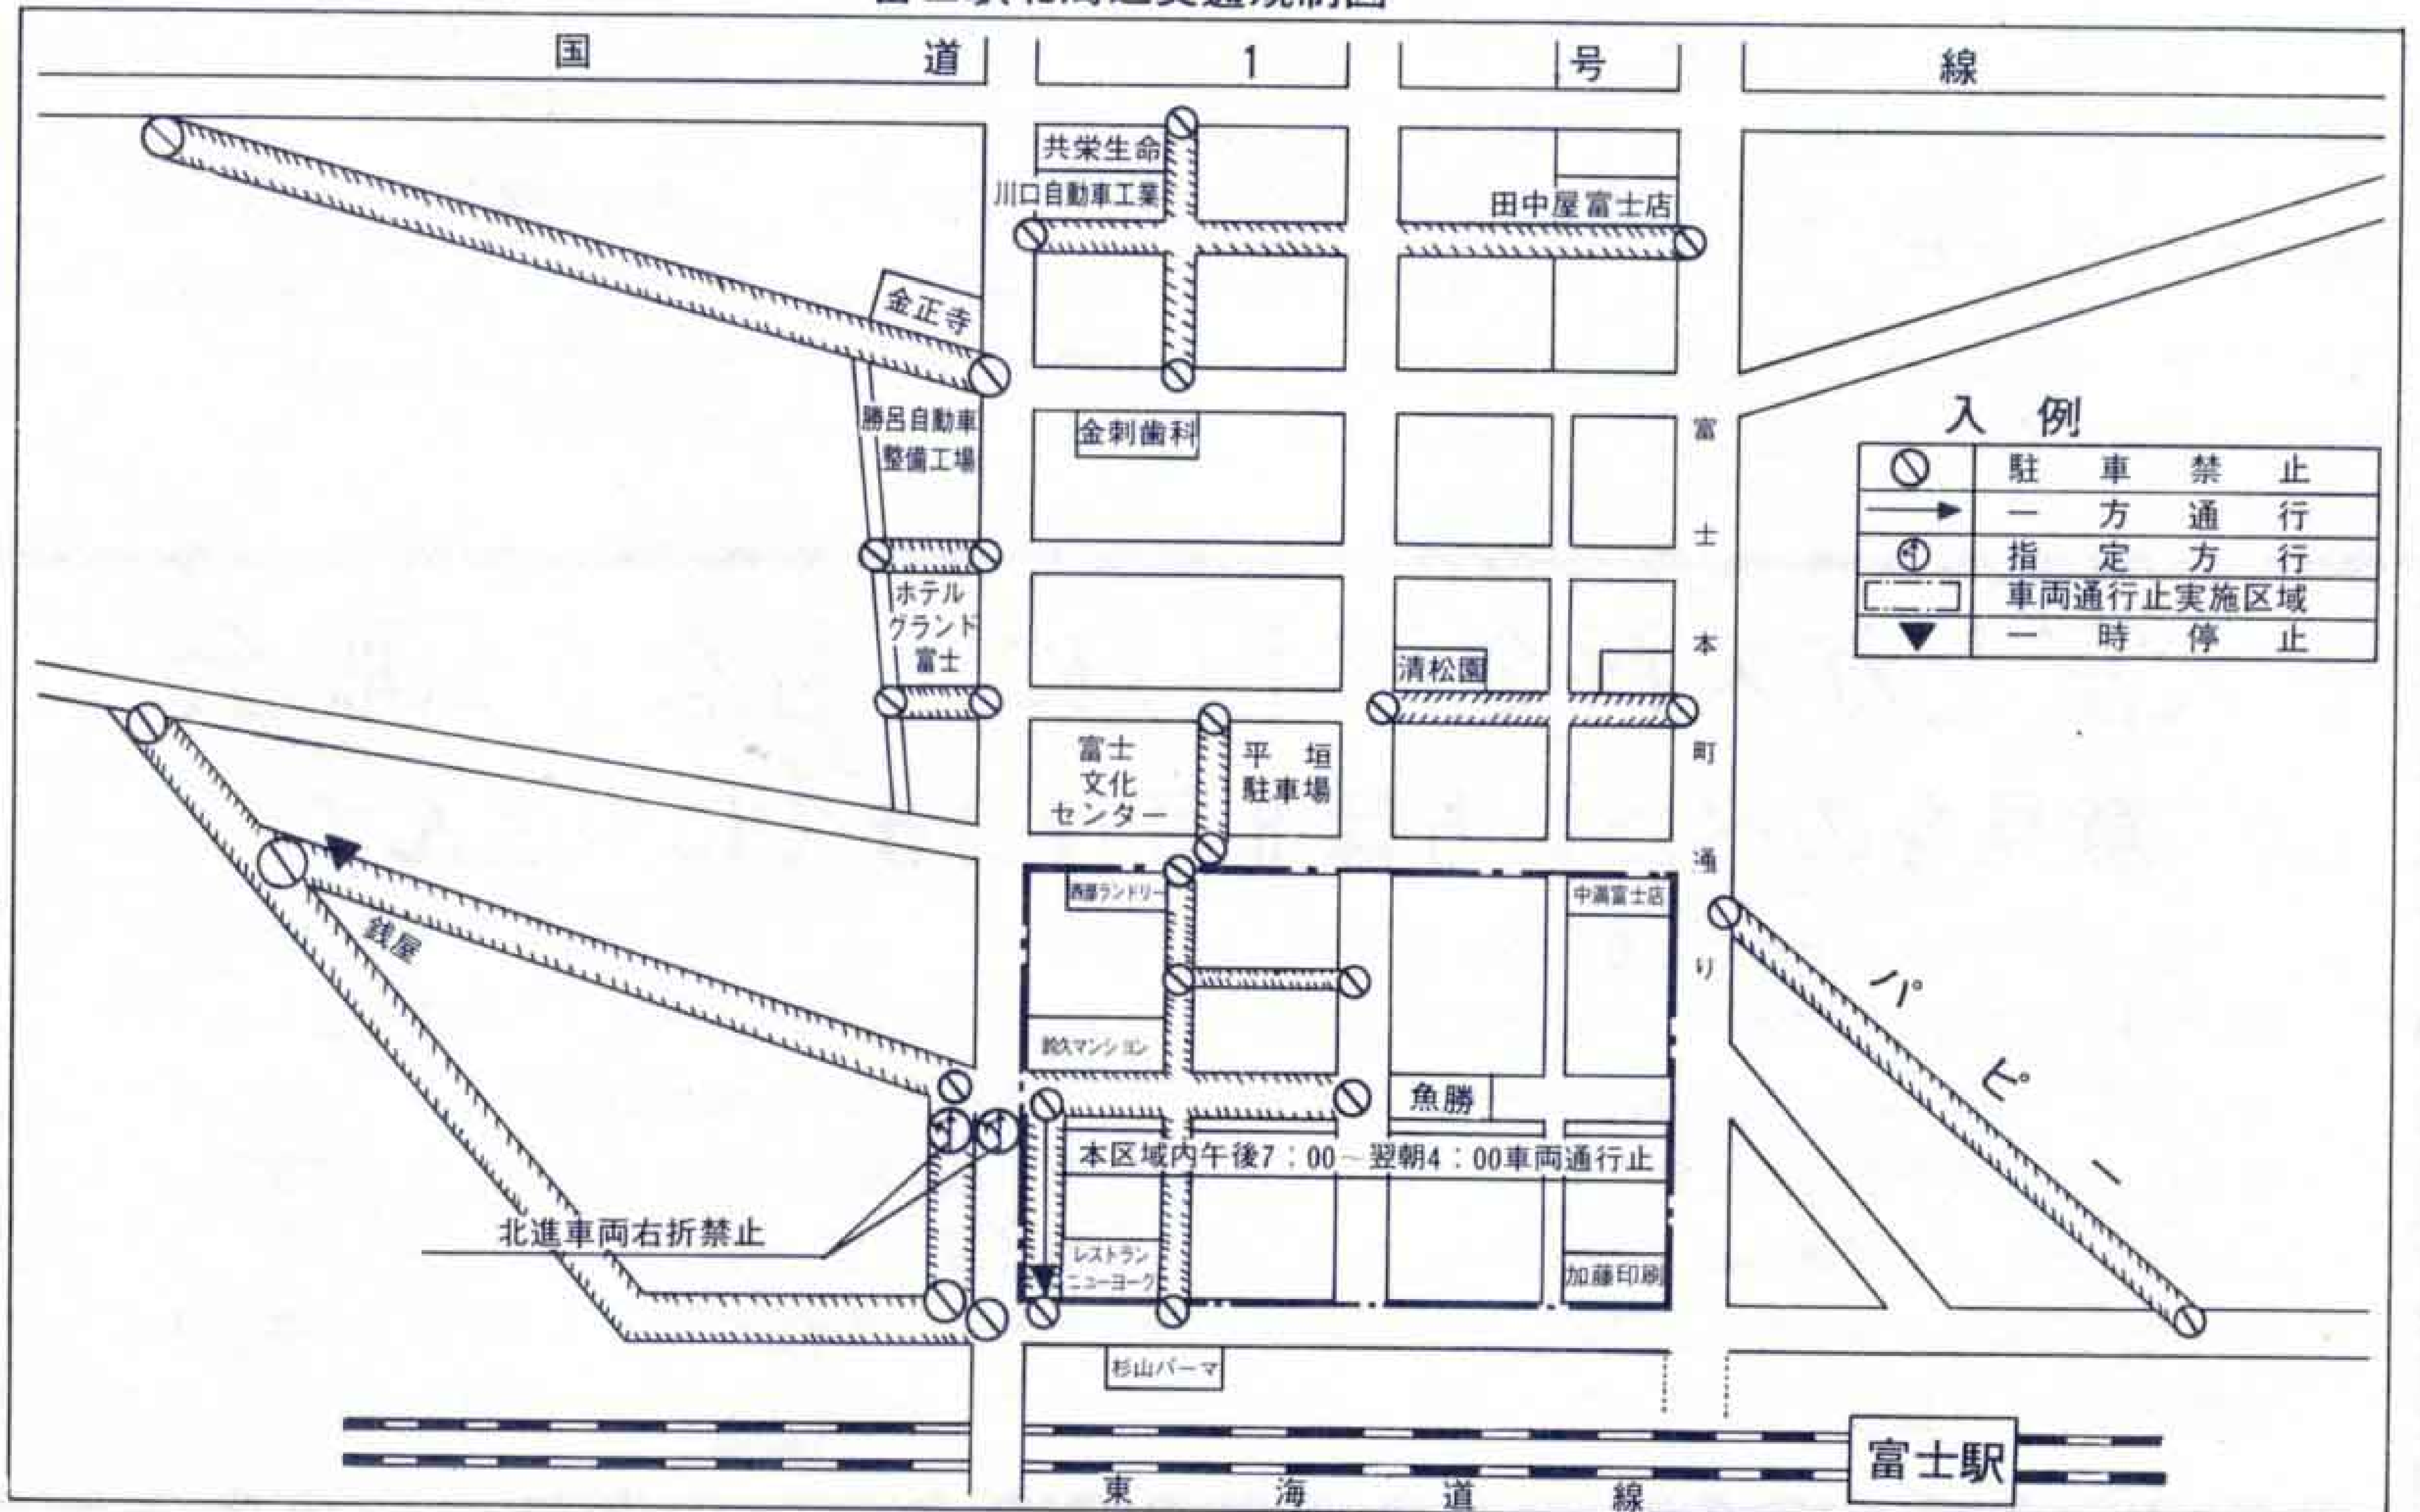 国道1号線
共栄生命
川口自動車工業
田中屋富士店
金正寺
勝呂自動車
整備工場
金刺歯科
富士本町通り
入例
駐車禁止
一方通行
指定方行
車両通行止実施区域
一時停止
ホテル
グランド
富士
清松園
富士
文化
センター
平垣
駐車場
ランドリー
中満富士店
銭屋
パピー
鈴久マンション
魚勝
本区域内午後7:00~翌朝4:00車両通行止
北進車両右折禁止
レストラン
ニューヨーク
加藤印刷
杉山パーマ
富士駅
東海道線